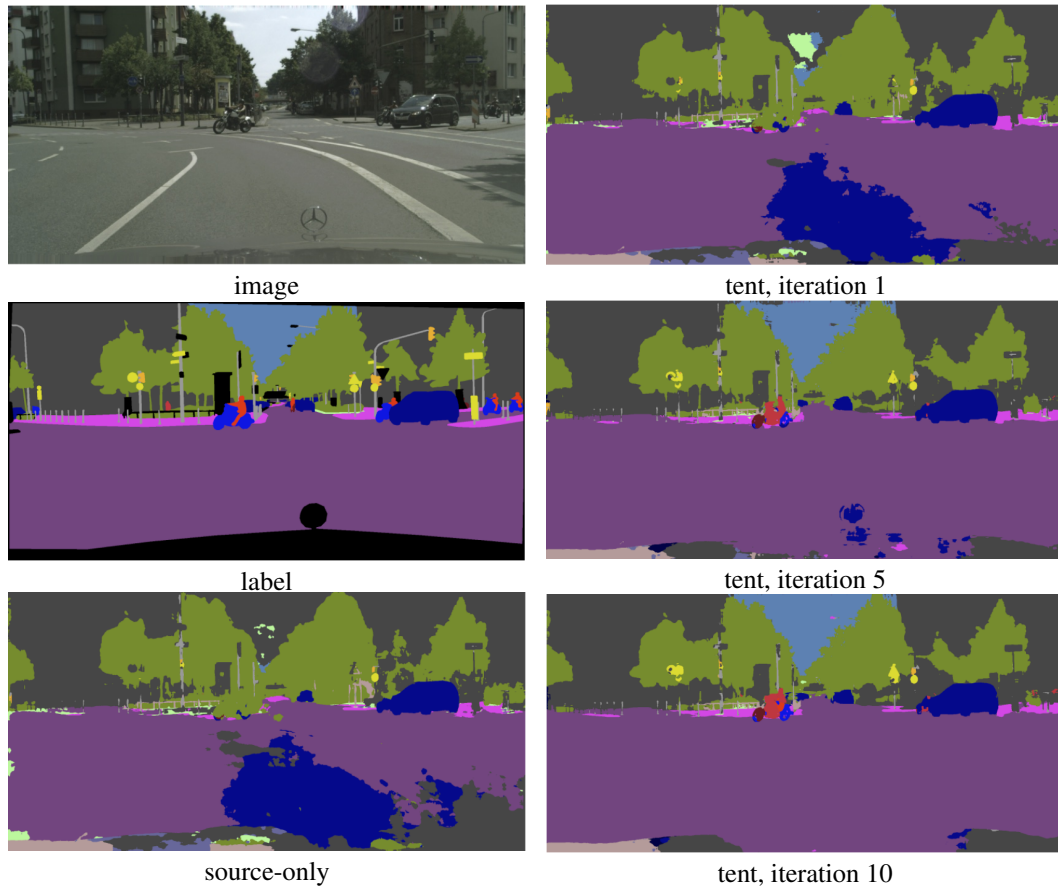 image
tent, iteration 1
label
tent, iteration 5
source-only
tent, iteration 10